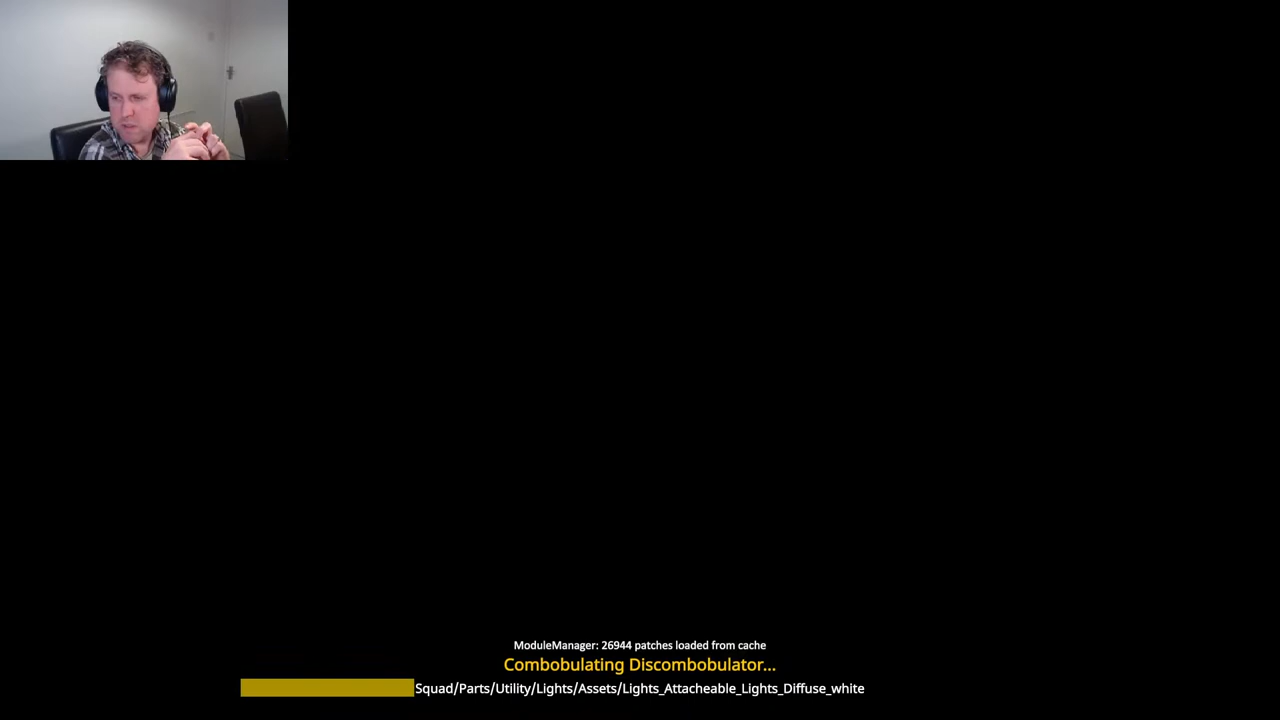 ModuleManager: 26944 patches loaded from cache
Combobulating Discombobulator...
Squad/Parts/Utility/Lights/Assets/Lights_Attacheable_Lights_Diffuse_white